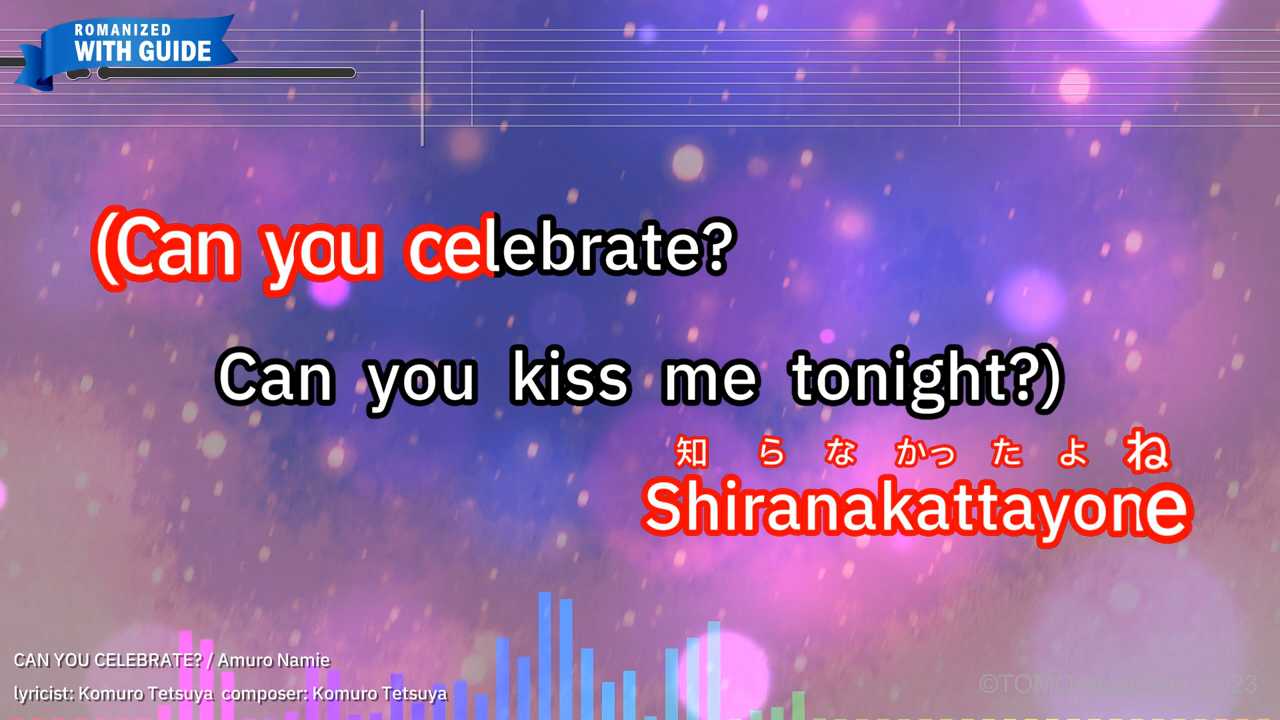 ROMANIZED
WITH GUIDE
(Can you celebrate?
Can you kiss me tonight?)
知らなかったよね
Shiranakattayone
CAN YOU CELEBRATE? / Amuro Namie
lyricist: Komuro Tetsuya composer: Komuro Tetsuya